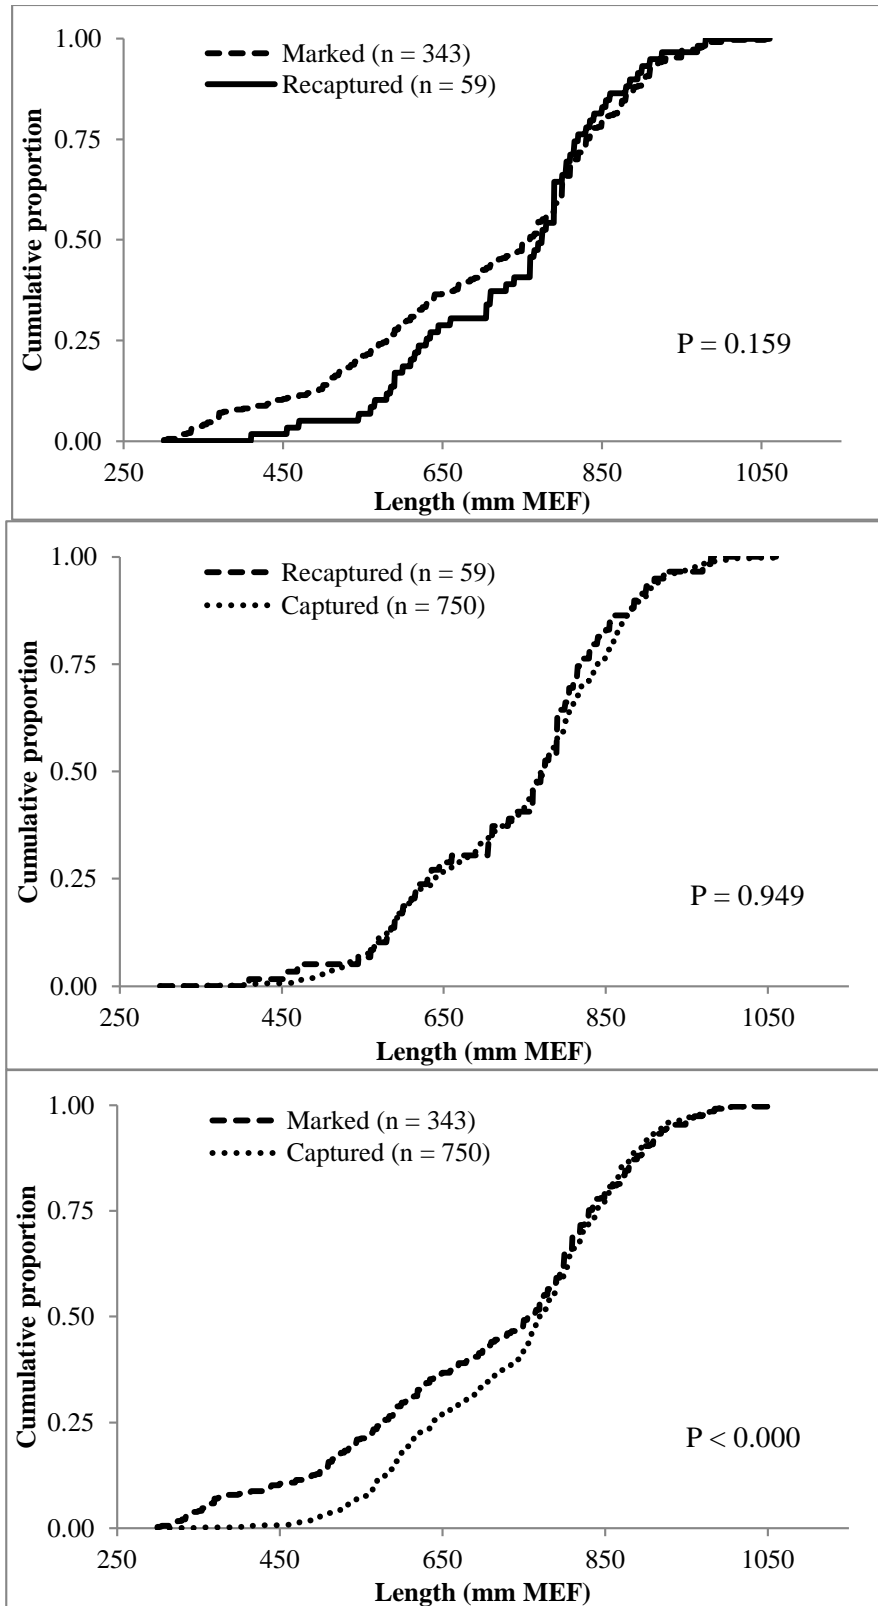 1.00
Marked (n = 343)
Recaptured (n = 59)
0.75
Cumulative proportion
0.50
0.25
P = 0.159
0.00
250 450 650 850 1050
Length (mm MEF)
1.00
Recaptured (n = 59)
Captured (n = 750)
0.75
Cumulative proportion
0.50
0.25
P = 0.949
0.00
250 450 650 850 1050
Length (mm MEF)
1.00
Marked (n = 343)
Captured (n = 750)
0.75
Cumulative proportion
0.50
0.25
P < 0.000
0.00
250 450 650 850 1050
Length (mm MEF)